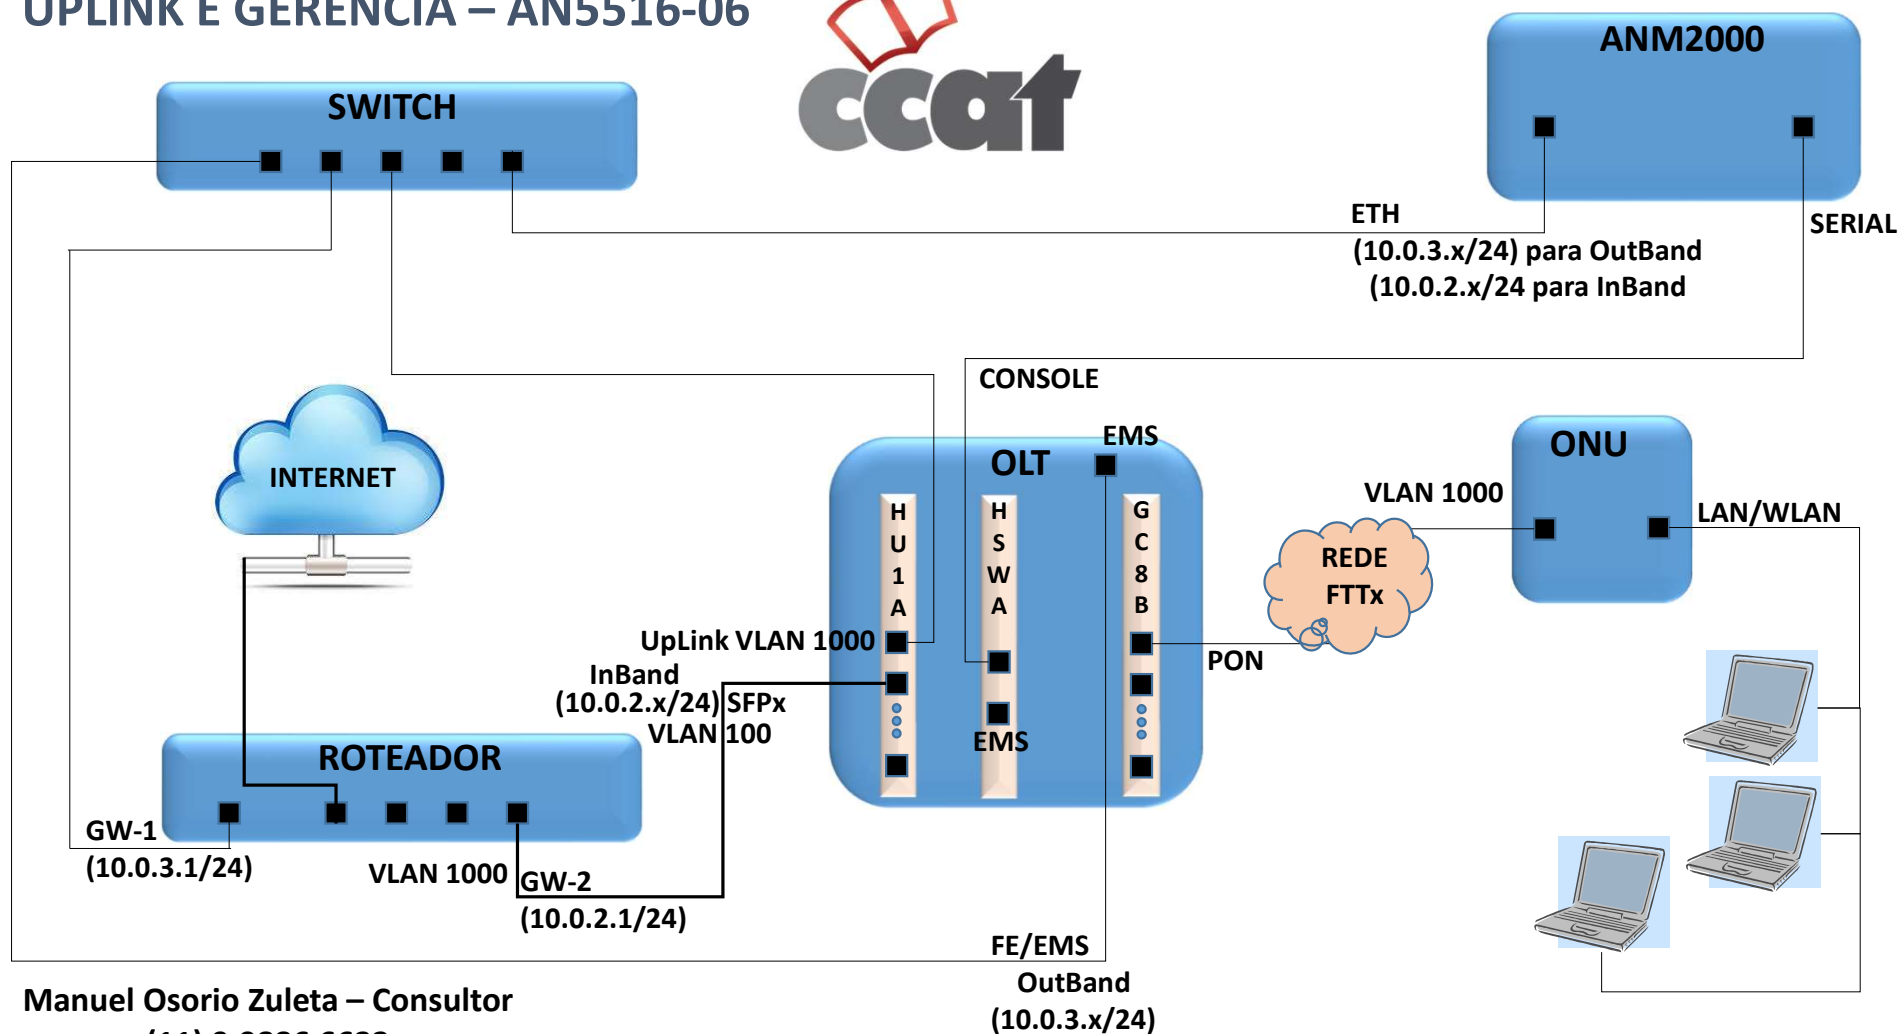 UPLINK E GERENCIA – AN5516-06
ccat
ANM2000
SWITCH
ETH
SERIAL
(10.0.3.x/24) para OutBand
(10.0.2.x/24 para InBand
CONSOLE
INTERNET
OLT
EMS
HU1A
HSWA
GC8B
EMS
ONU
VLAN 1000
LAN/WLAN
REDE
FTTx
PON
UpLink VLAN 1000
InBand
(10.0.2.x/24) SFPx
VLAN 100
ROTEADOR
GW-1
(10.0.3.1/24)
VLAN 1000
GW-2
(10.0.2.1/24)
FE/EMS
OutBand
(10.0.3.x/24)
Manuel Osorio Zuleta – Consultor